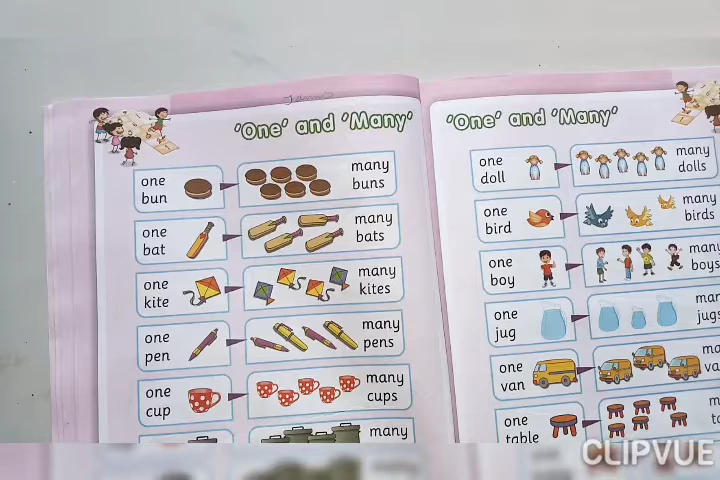 'One' and 'Many'
one
bun
many
buns
one
bat
many
bats
one
kite
many
kites
one
pen
many
pens
one
cup
many
cups
many
'One' and 'Many'
one
doll
many
dolls
one
bird
many
birds
one
boy
many
boys
one
jug
one
van
one
table
CLIPVUE